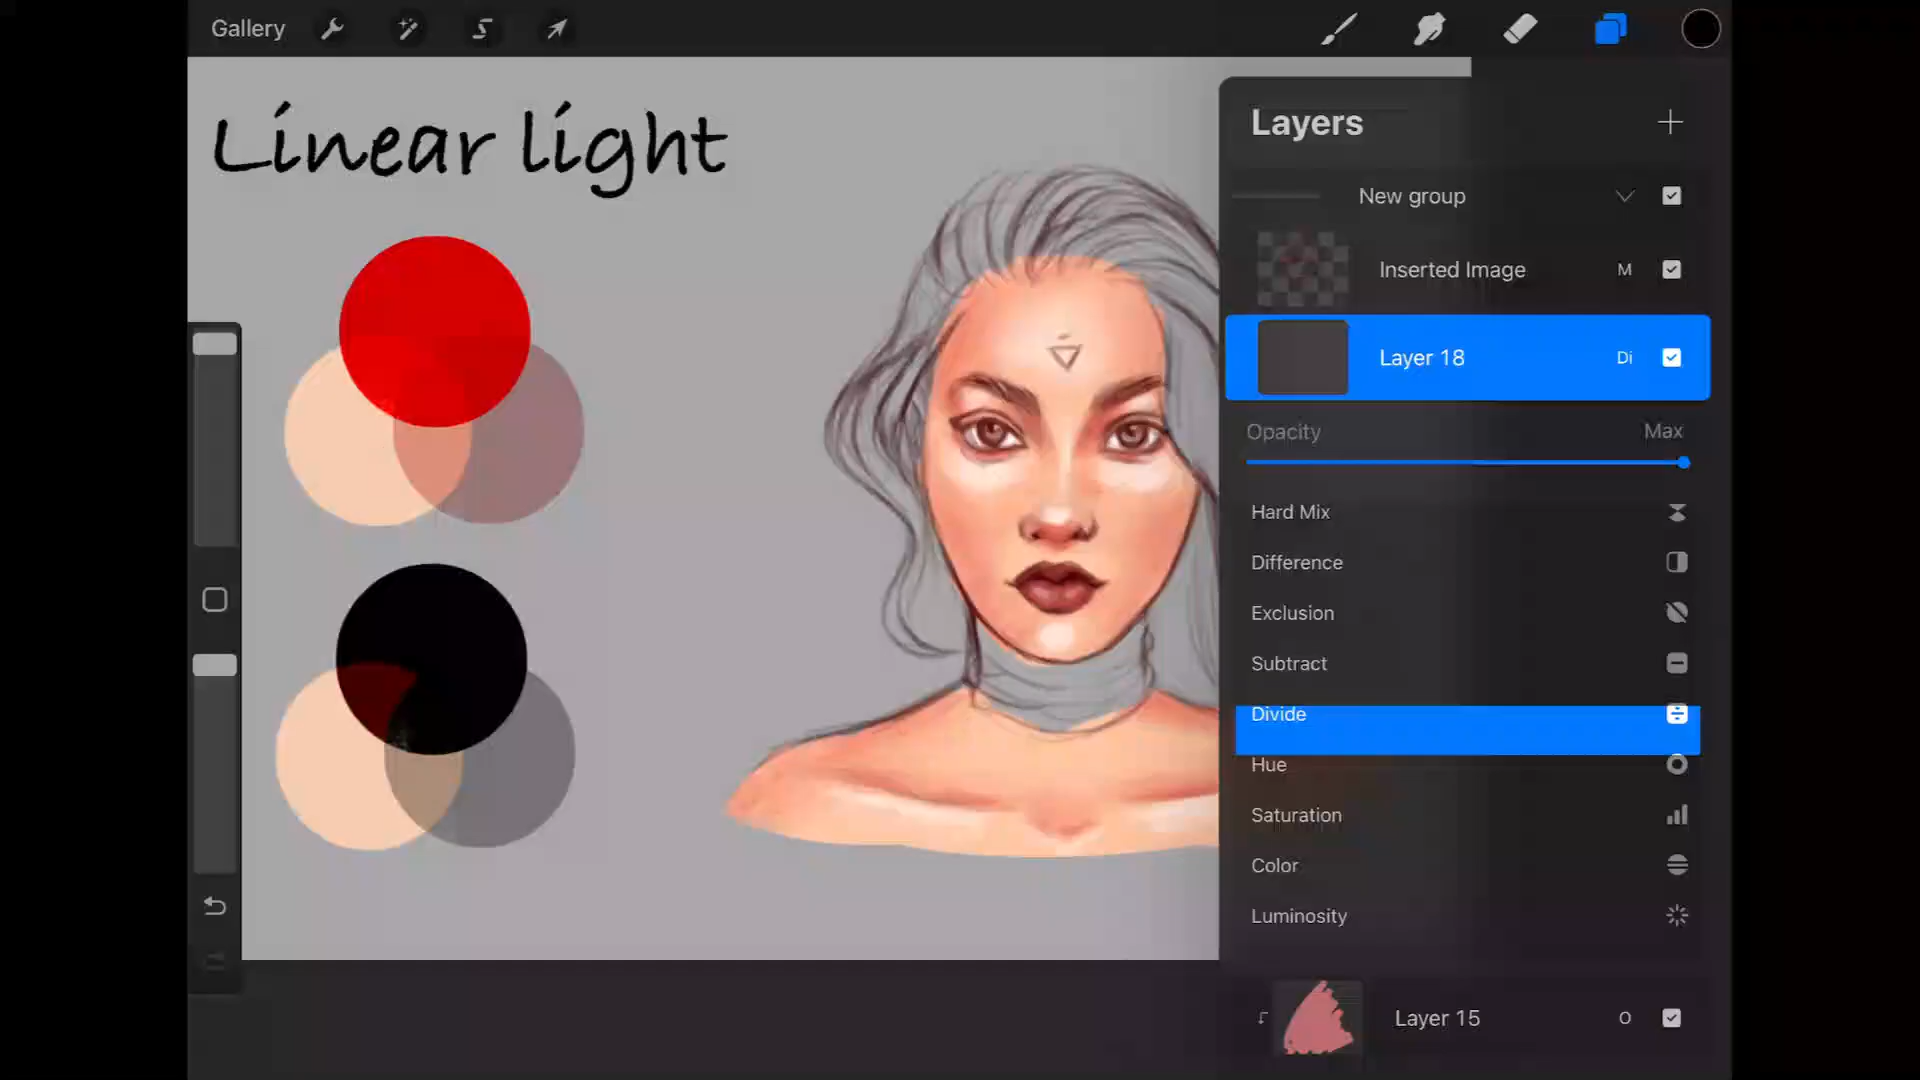 Gallery
Linear light
Layers
New group
Inserted Image M
Layer 18 Di
Opacity Max
Hard Mix
Difference
Exclusion
Subtract
Divide
Hue
Saturation
Color
Luminosity
Layer 15 O